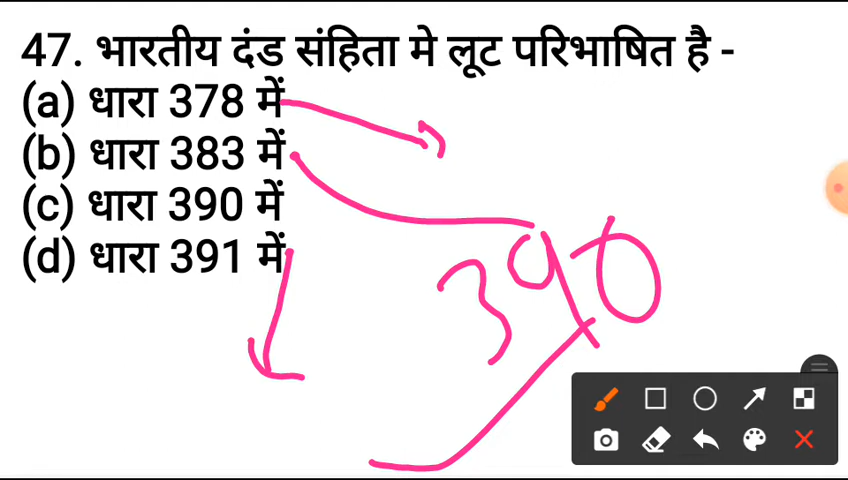 47. भारतीय दंड संहिता मे लूट परिभाषित है -
(a) धारा 378 में
(b) धारा 383 में
(c) धारा 390 में
(d) धारा 391 में
390